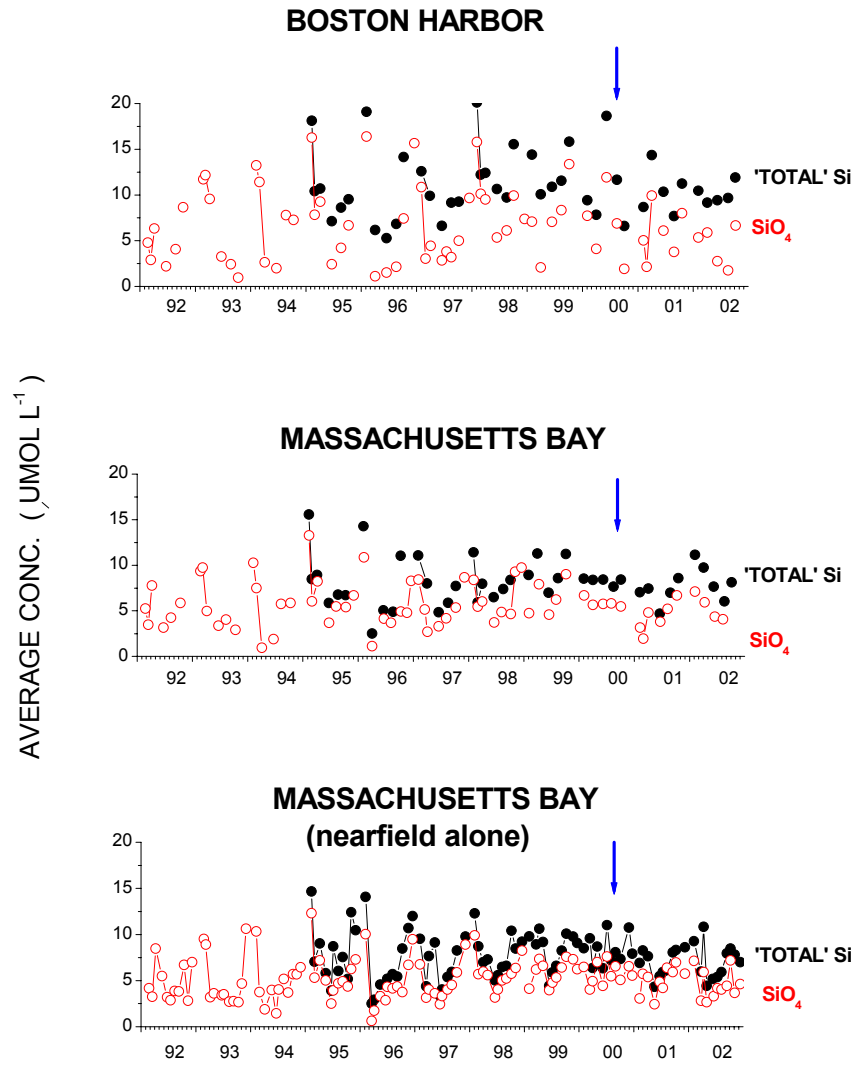 BOSTON HARBOR
20
15
10
5
0
'TOTAL' Si
SiO₄
92 93 94 95 96 97 98 99 00 01 02
AVERAGE CONC. ( UMOL L⁻¹ )
MASSACHUSETTS BAY
20
15
10
5
0
'TOTAL' Si
SiO₄
92 93 94 95 96 97 98 99 00 01 02
MASSACHUSETTS BAY
(nearfield alone)
20
15
10
5
0
'TOTAL' Si
SiO₄
92 93 94 95 96 97 98 99 00 01 02